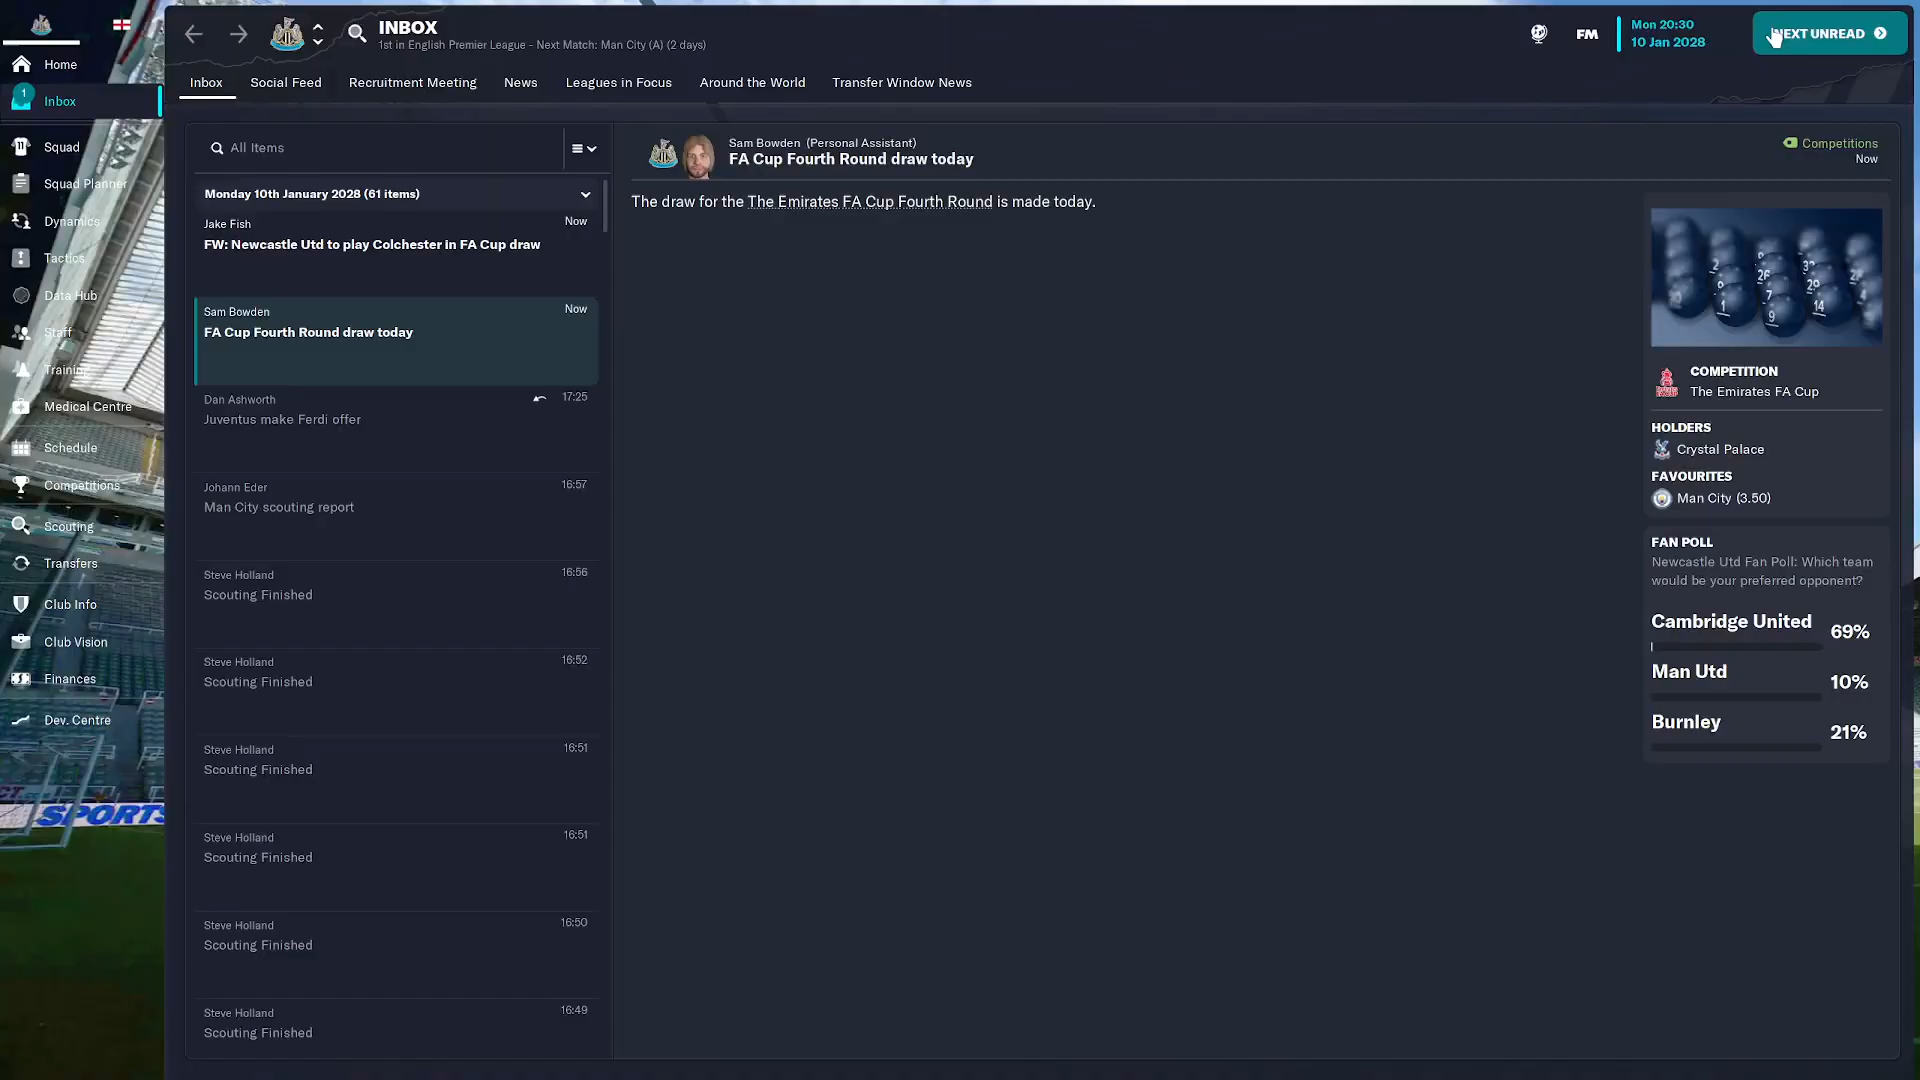 INBOX
1st in English Premier League - Next Match: Man City (A) (2 days)
FM
Mon 20:30
10 Jan 2028
NEXT UNREAD
Home
1
Inbox
Squad
Squad Planner
Dynamics
Tactics
Data Hub
Staff
Training
Medical Centre
Schedule
Competitions
Scouting
Transfers
Club Info
Club Vision
Finances
Dev. Centre
SPORTS
Inbox
Social Feed
Recruitment Meeting
News
Leagues in Focus
Around the World
Transfer Window News
All Items
Monday 10th January 2028 (61 items)
Jake Fish
Now
FW: Newcastle Utd to play Colchester in FA Cup draw
Sam Bowden
Now
FA Cup Fourth Round draw today
Dan Ashworth
17:25
Juventus make Ferdi offer
Johann Eder
16:57
Man City scouting report
Steve Holland
16:56
Scouting Finished
Steve Holland
16:52
Scouting Finished
Steve Holland
16:51
Scouting Finished
Steve Holland
16:51
Scouting Finished
Steve Holland
16:50
Scouting Finished
Steve Holland
16:49
Scouting Finished
Sam Bowden (Personal Assistant)
FA Cup Fourth Round draw today
Competitions
Now
The draw for the The Emirates FA Cup Fourth Round is made today.
COMPETITION
The Emirates FA Cup
HOLDERS
Crystal Palace
FAVOURITES
Man City (3.50)
FAN POLL
Newcastle Utd Fan Poll: Which team
would be your preferred opponent?
Cambridge United
69%
Man Utd
10%
Burnley
21%